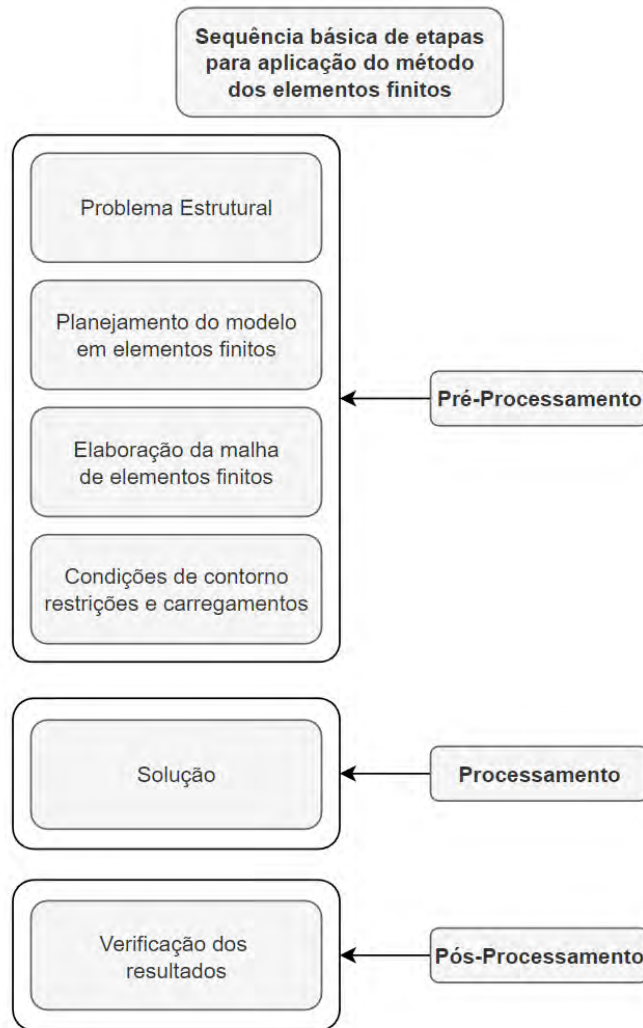 Sequência básica de etapas
para aplicação do método
dos elementos finitos
Problema Estrutural
Planejamento do modelo
em elementos finitos
Elaboração da malha
de elementos finitos
Condições de contorno
restrições e carregamentos
Pré-Processamento
Solução
Processamento
Verificação dos
resultados
Pós-Processamento